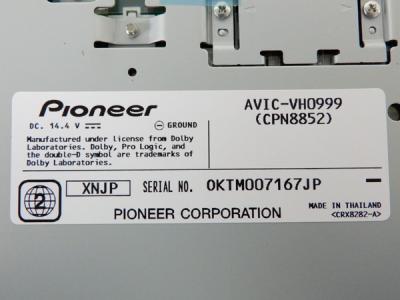 Pioneer
AVIC-VH0999
(CPN8852)
DC. 14.4 V
GROUND
Manufactured under license from Dolby
Laboratories. Dolby, Pro Logic, and
the double-D symbol are trademarks of
Dolby Laboratories.
2
XNJP
SERIAL NO. OKTM007167JP
PIONEER CORPORATION
MADE IN THAILAND
<CRX8282-A>